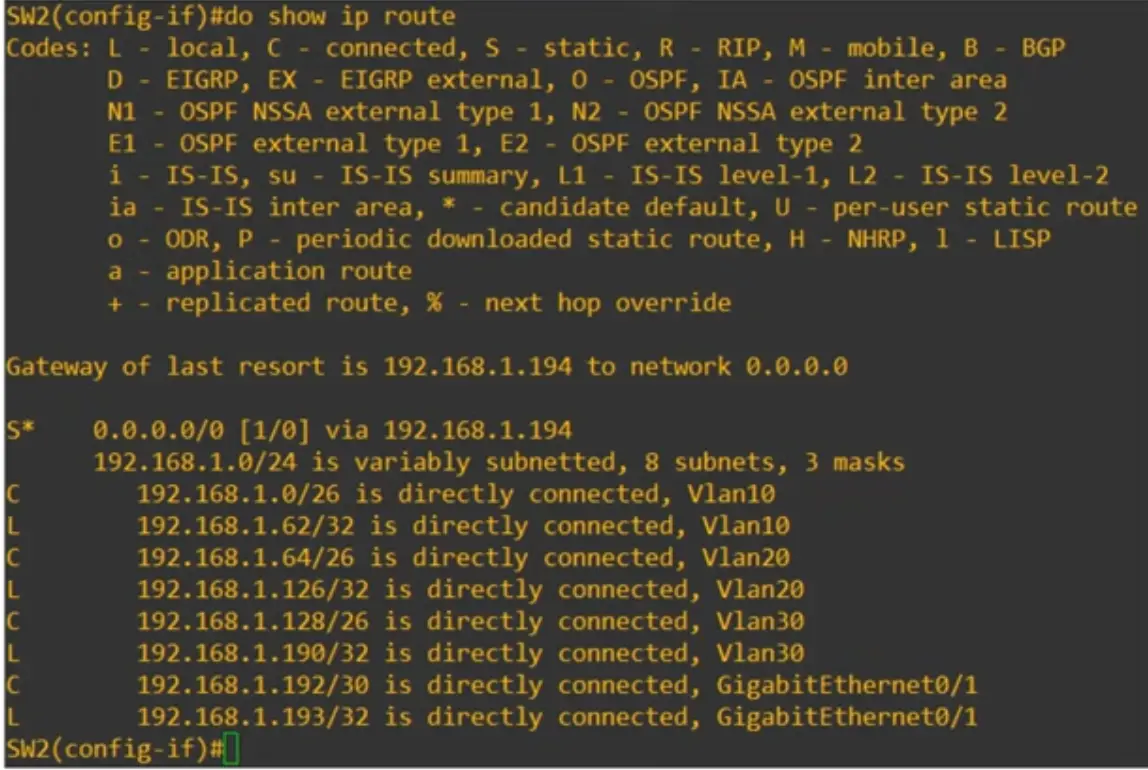 SW2(config-if)#do show ip route
Codes: L - local, C - connected, S - static, R - RIP, M - mobile, B - BGP
       D - EIGRP, EX - EIGRP external, O - OSPF, IA - OSPF inter area
       N1 - OSPF NSSA external type 1, N2 - OSPF NSSA external type 2
       E1 - OSPF external type 1, E2 - OSPF external type 2
       i - IS-IS, su - IS-IS summary, L1 - IS-IS level-1, L2 - IS-IS level-2
       ia - IS-IS inter area, * - candidate default, U - per-user static route
       o - ODR, P - periodic downloaded static route, H - NHRP, l - LISP
       a - application route
       + - replicated route, % - next hop override

Gateway of last resort is 192.168.1.194 to network 0.0.0.0

S*    0.0.0.0/0 [1/0] via 192.168.1.194
      192.168.1.0/24 is variably subnetted, 8 subnets, 3 masks
C        192.168.1.0/26 is directly connected, Vlan10
L        192.168.1.62/32 is directly connected, Vlan10
C        192.168.1.64/26 is directly connected, Vlan20
L        192.168.1.126/32 is directly connected, Vlan20
C        192.168.1.128/26 is directly connected, Vlan30
L        192.168.1.190/32 is directly connected, Vlan30
C        192.168.1.192/30 is directly connected, GigabitEthernet0/1
L        192.168.1.193/32 is directly connected, GigabitEthernet0/1
SW2(config-if)#